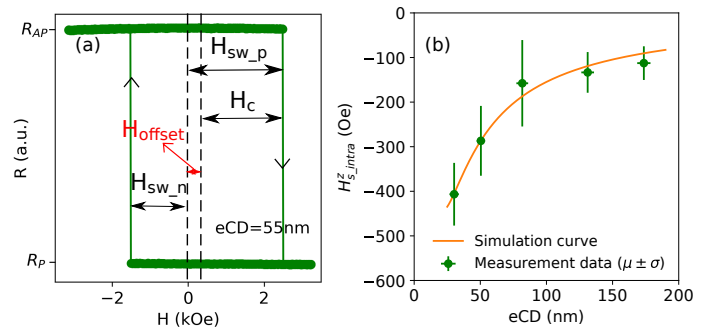 (a)
R_AP
H_sw_p
H_c
H_offset
H_sw_n
eCD=55nm
R_P
R (a.u.)
−2
0
2
H (kOe)
(b)
0
−100
−200
−300
−400
−500
−600
H^z_s_intra (Oe)
Simulation curve
Measurement data (μ ± σ)
0
50
100
150
200
eCD (nm)